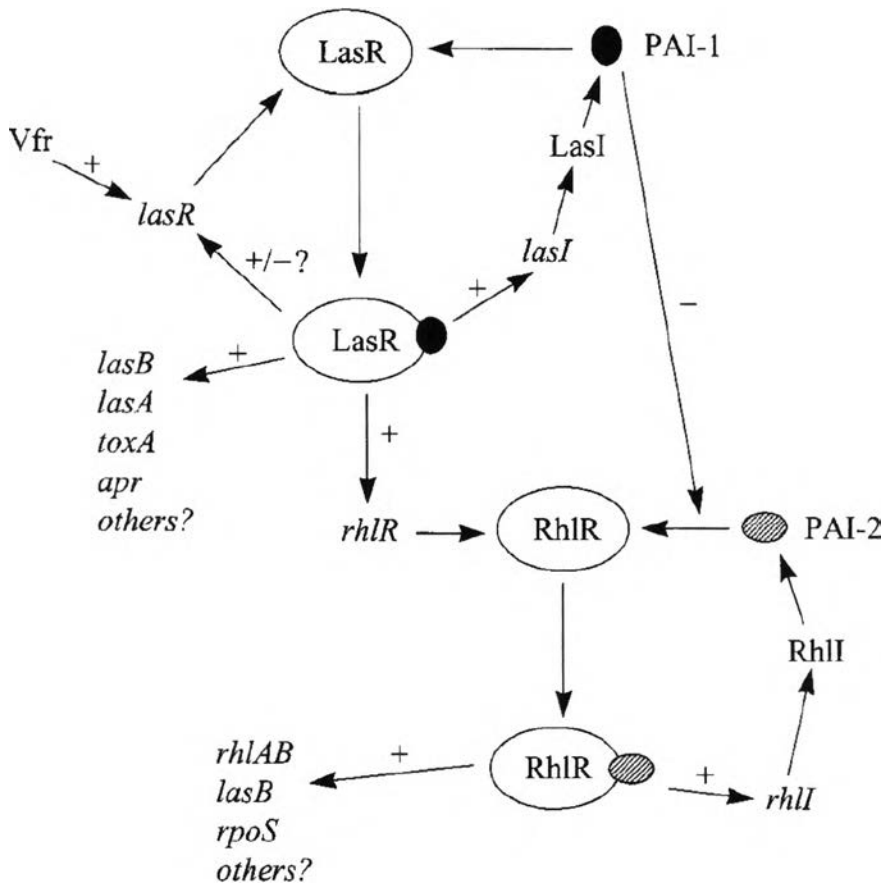 LasR
PAI-1
Vfr
+
lasR
LasI
lasI
+/−?
+
−
LasR
+
lasB
lasA
toxA
apr
others?
+
rhlR
RhlR
PAI-2
RhlI
rhlAB
lasB
rpoS
others?
+
RhlR
+
rhlI